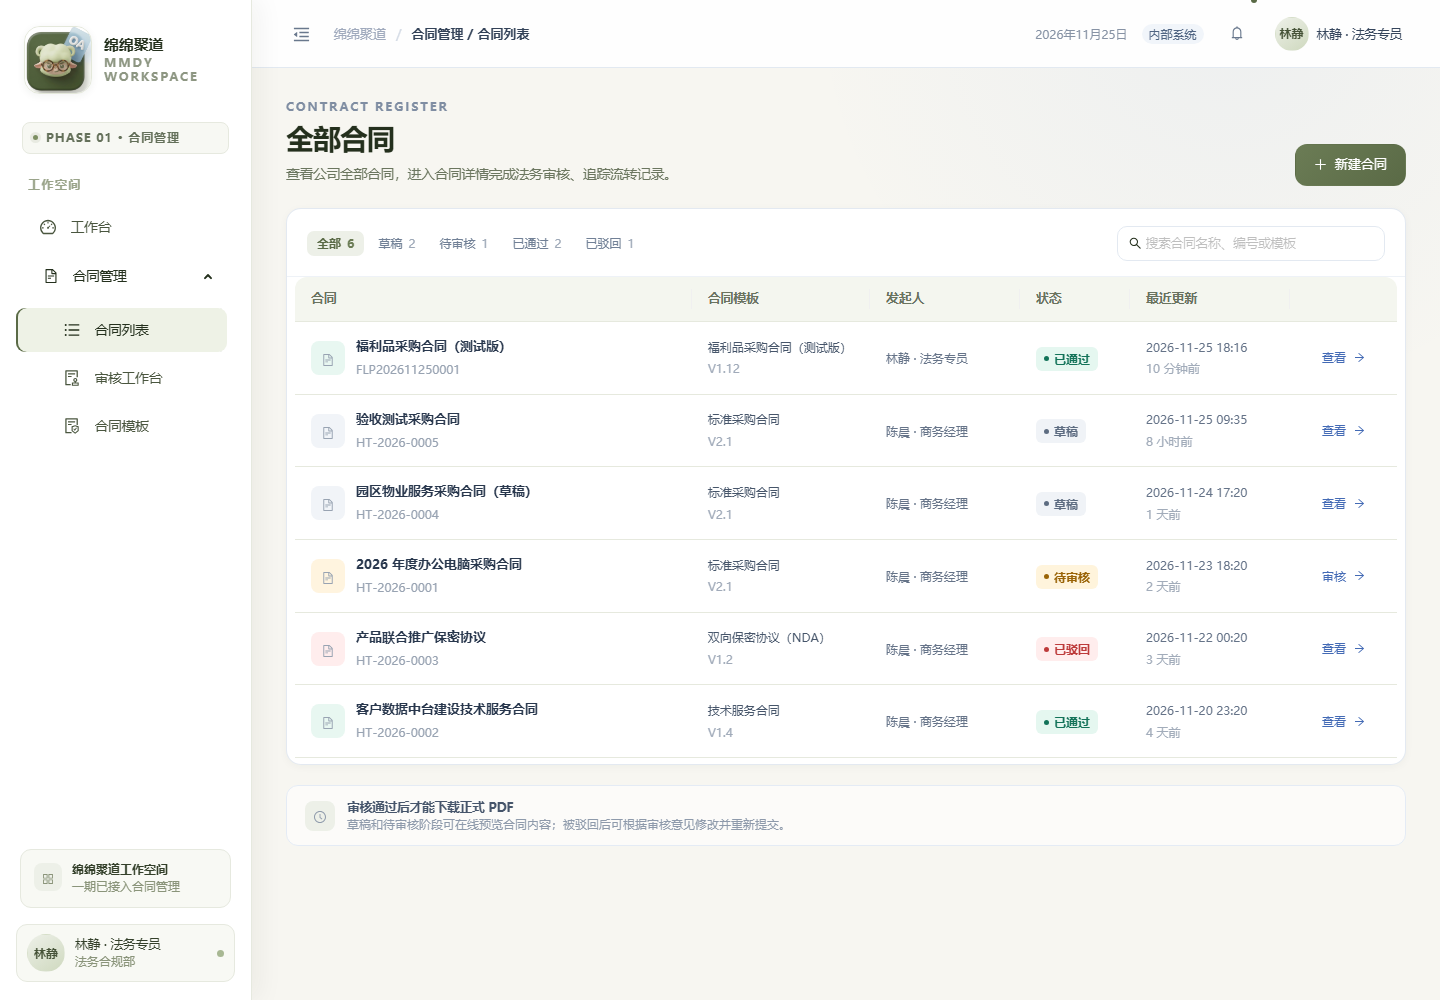 OA
绵绵聚道
MMDY
WORKSPACE
PHASE 01 • 合同管理
工作空间
工作台
合同管理
合同列表
审核工作台
合同模板
绵绵聚道工作空间
一期已接入合同管理
林静
林静 · 法务专员
法务合规部
绵绵聚道 / 合同管理 / 合同列表
2026年11月25日
内部系统
林静
林静 · 法务专员
CONTRACT REGISTER
全部合同
查看公司全部合同，进入合同详情完成法务审核、追踪流转记录。
+ 新建合同
全部 6 草稿 2 待审核 1 已通过 2 已驳回 1
搜索合同名称、编号或模板
合同 合同模板 发起人 状态 最近更新
福利品采购合同（测试版） 福利品采购合同（测试版） 2026-11-25 18:16
林静 · 法务专员 已通过 查看
FLP202611250001 V1.12 10 分钟前
验收测试采购合同 标准采购合同 2026-11-25 09:35
陈晨 · 商务经理 草稿 查看
HT-2026-0005 V2.1 8 小时前
园区物业服务采购合同（草稿） 标准采购合同 2026-11-24 17:20
陈晨 · 商务经理 草稿 查看
HT-2026-0004 V2.1 1 天前
2026 年度办公电脑采购合同 标准采购合同 2026-11-23 18:20
陈晨 · 商务经理 待审核 审核
HT-2026-0001 V2.1 2 天前
产品联合推广保密协议 双向保密协议（NDA） 2026-11-22 00:20
陈晨 · 商务经理 已驳回 查看
HT-2026-0003 V1.2 3 天前
客户数据中台建设技术服务合同 技术服务合同 2026-11-20 23:20
陈晨 · 商务经理 已通过 查看
HT-2026-0002 V1.4 4 天前
审核通过后才能下载正式 PDF
草稿和待审核阶段可在线预览合同内容；被驳回后可根据审核意见修改并重新提交。